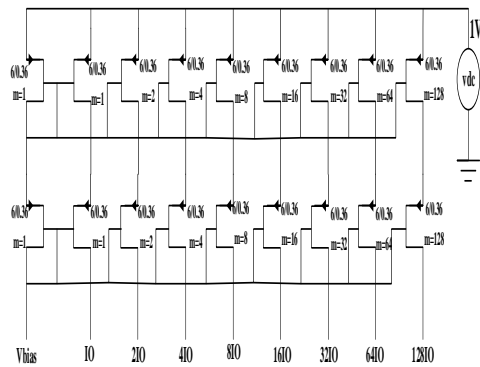 1V
vdc
6/0.36 6/0.36 6/0.36 6/0.36 6/0.36 6/0.36 6/0.36 6/0.36 6/0.36
m=1 m=1 m=2 m=4 m=8 m=16 m=32 m=64 m=128
6/0.36 6/0.36 6/0.36 6/0.36 6/0.36 6/0.36 6/0.36 6/0.36 6/0.36
m=1 m=1 m=2 m=4 m=8 m=16 m=32 m=64 m=128
Vbias IO 2IO 4IO 8IO 16IO 32IO 64IO 128IO